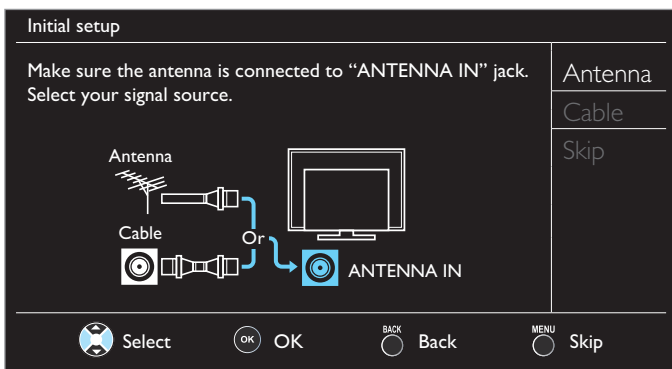 Initial setup
Make sure the antenna is connected to “ANTENNA IN” jack.
Select your signal source.
Antenna
Cable
Skip
Antenna
Cable
Or
ANTENNA IN
Select
OK
OK
BACK
Back
MENU
Skip